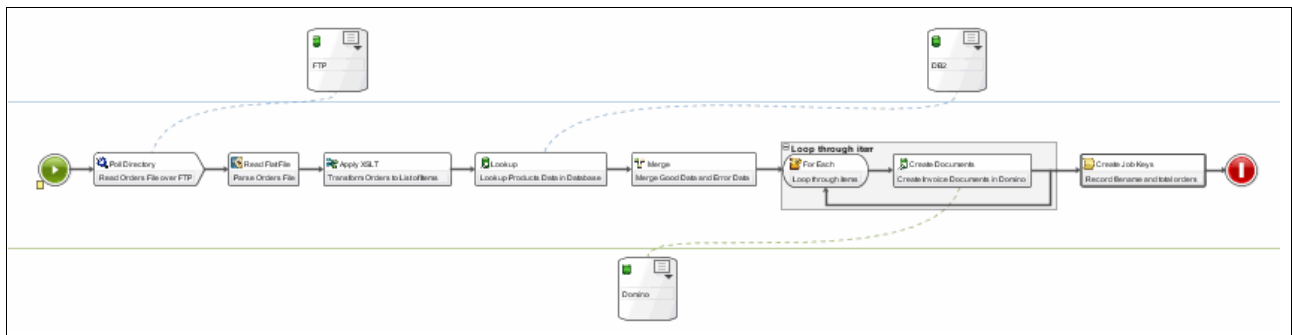 FTP
DB2
Poll Directory
Read Orders File over FTP
Read Flat File
Parse Orders File
Apply XSLT
Transform Orders to List of Items
Lookup
Lookup Products Data in Database
Merge
Merge Good Data and Error Data
Loop through iter
For Each
Loop through Items
Create Documents
Create Invoice Documents in Domino
Create Job Keys
Record filename and total orders
Domino